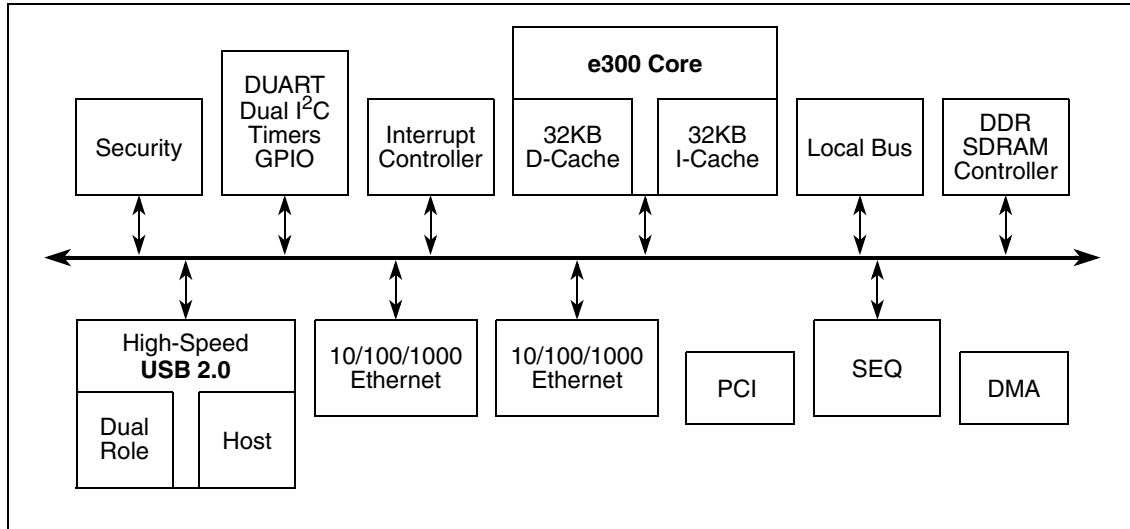 e300 Core
Security
DUART
Dual I²C
Timers
GPIO
Interrupt
Controller
32KB
D-Cache
32KB
I-Cache
Local Bus
DDR
SDRAM
Controller
High-Speed
USB 2.0
Dual
Role
Host
10/100/1000
Ethernet
10/100/1000
Ethernet
PCI
SEQ
DMA